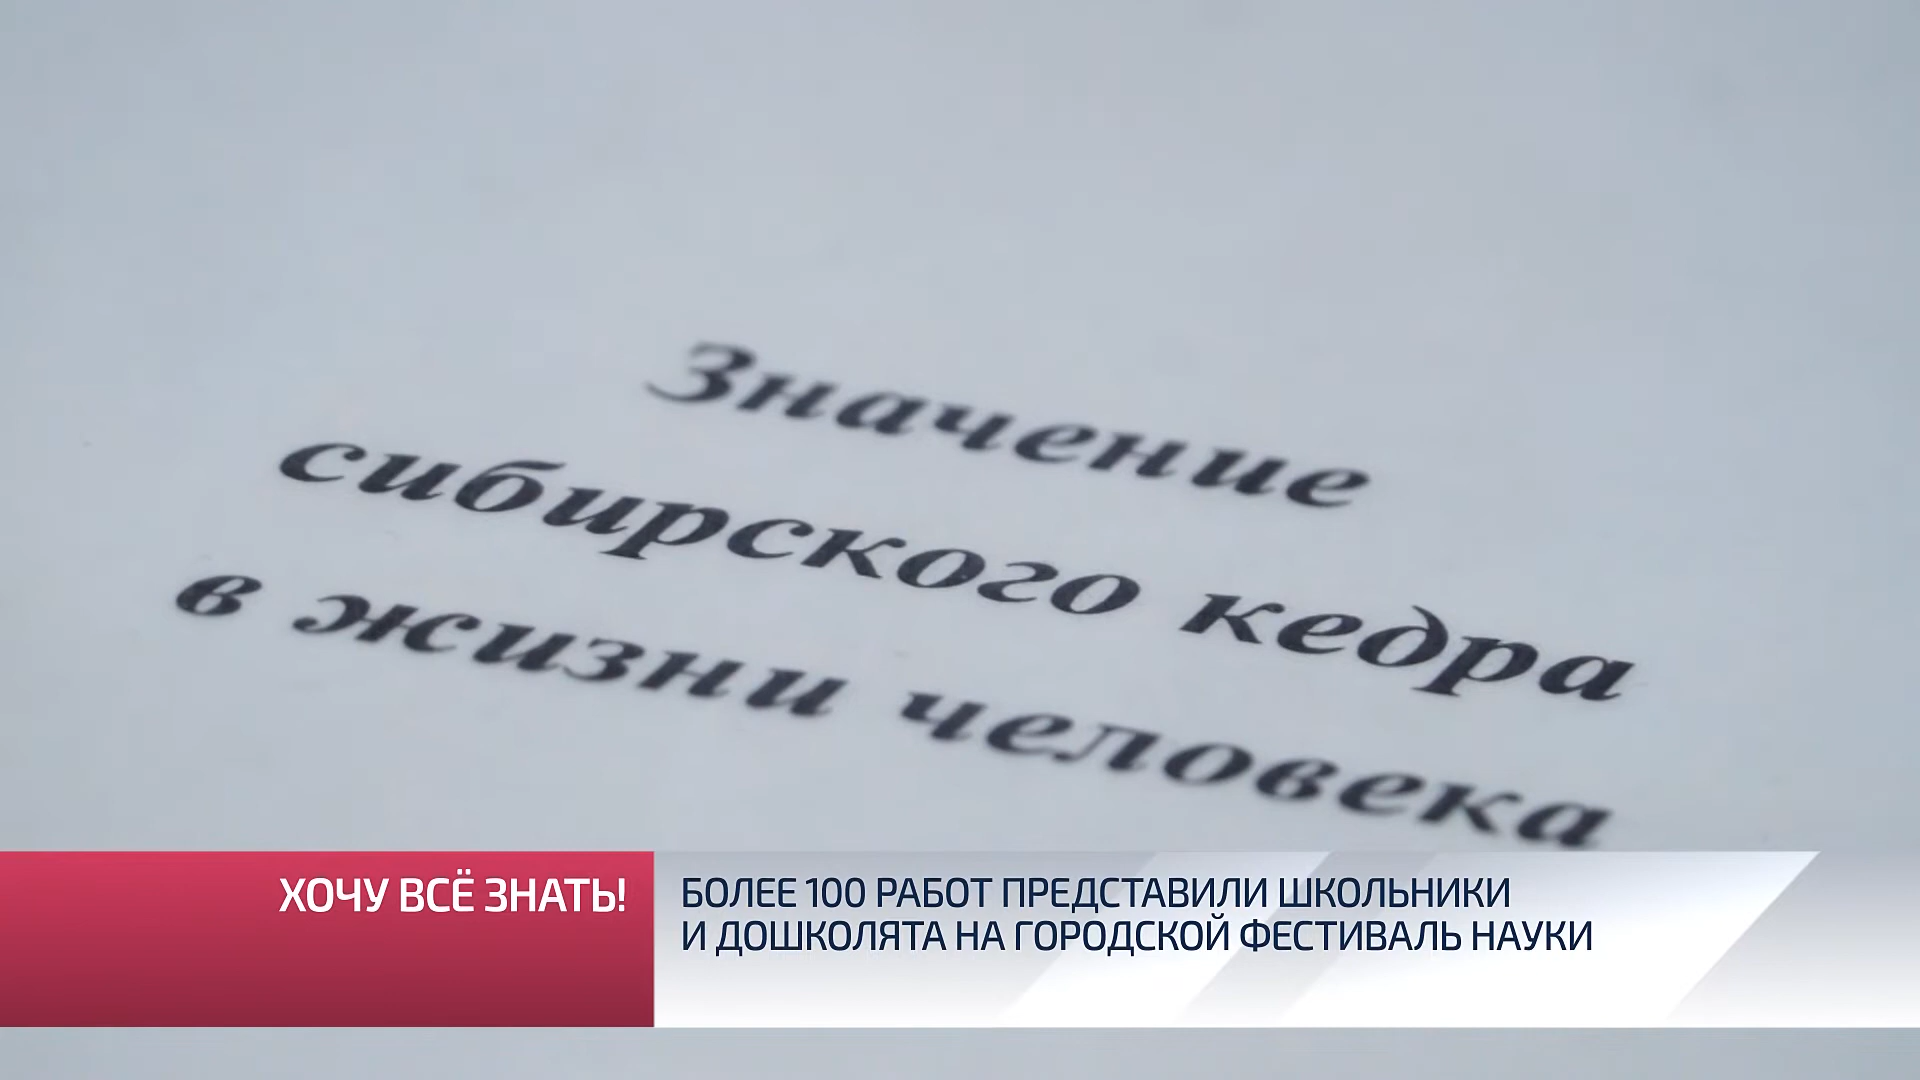 Значение
сибирского кедра
в жизни человека
ХОЧУ ВСЁ ЗНАТЬ!
БОЛЕЕ 100 РАБОТ ПРЕДСТАВИЛИ ШКОЛЬНИКИ
И ДОШКОЛЯТА НА ГОРОДСКОЙ ФЕСТИВАЛЬ НАУКИ